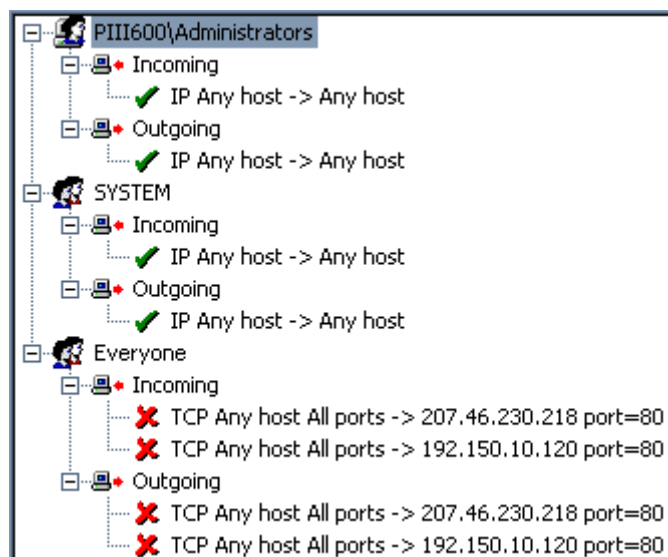 PIII600\Administrators
Incoming
IP Any host -> Any host
Outgoing
IP Any host -> Any host
SYSTEM
Incoming
IP Any host -> Any host
Outgoing
IP Any host -> Any host
Everyone
Incoming
TCP Any host All ports -> 207.46.230.218 port=80
TCP Any host All ports -> 192.150.10.120 port=80
Outgoing
TCP Any host All ports -> 207.46.230.218 port=80
TCP Any host All ports -> 192.150.10.120 port=80